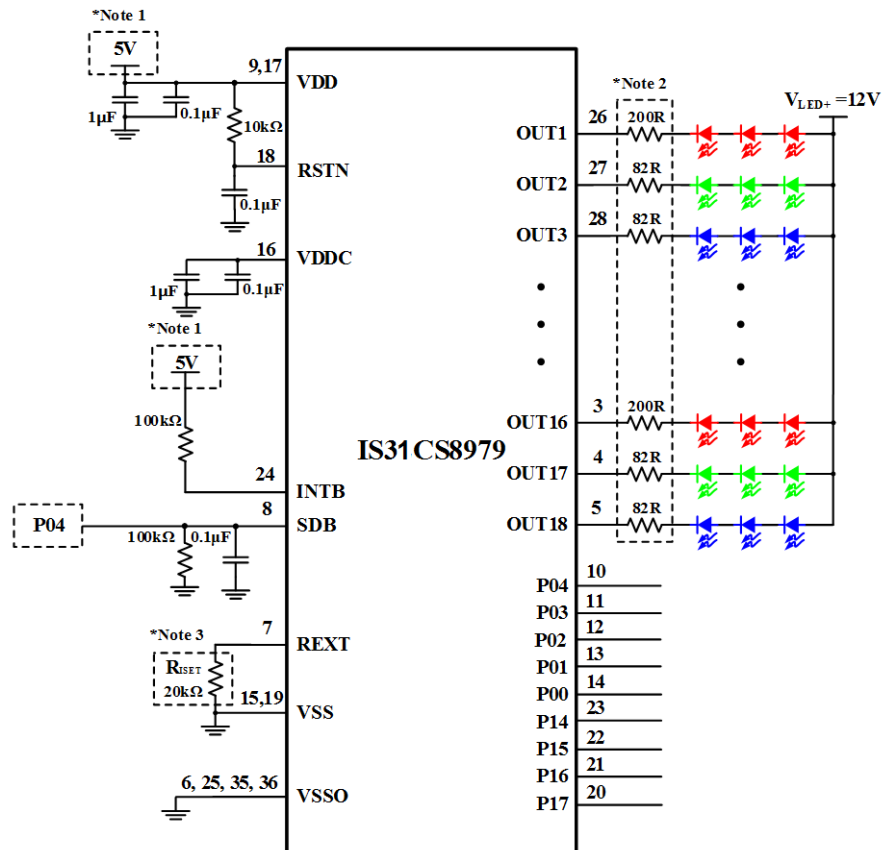 *Note 1
5V
9,17
VDD
1μF
0.1μF
10kΩ
18
RSTN
0.1μF
16
VDDC
1μF
0.1μF
*Note 1
5V
100kΩ
24
INTB
P04
8
SDB
100kΩ
0.1μF
*Note 3
7
REXT
RISET
20kΩ
15,19
VSS
6, 25, 35, 36
VSSO
IS31CS8979
*Note 2
VLED+ =12V
OUT1
26
200R
OUT2
27
82R
OUT3
28
82R
OUT16
3
200R
OUT17
4
82R
OUT18
5
82R
P04
10
P03
11
P02
12
P01
13
P00
14
P14
23
P15
22
P16
21
P17
20